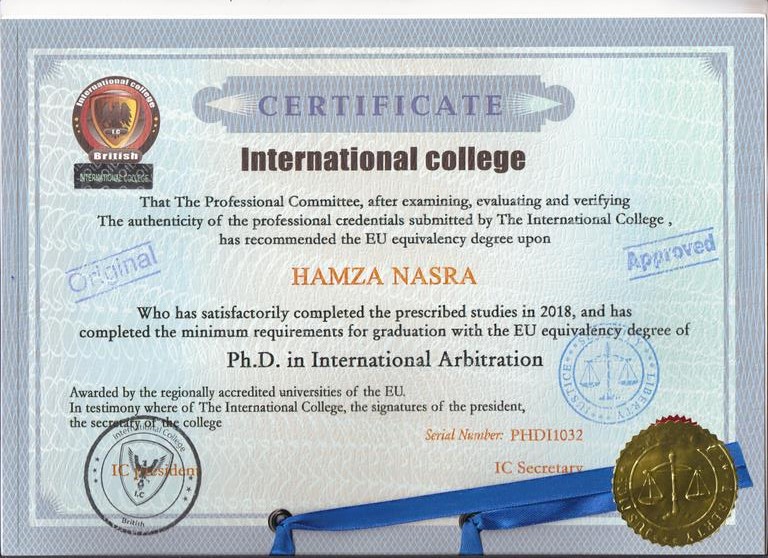 International college
I.C
British
INTERNATIONAL COLLEGE
CERTIFICATE
International college
That The Professional Committee, after examining, evaluating and verifying
The authenticity of the professional credentials submitted by The International College ,
has recommended the EU equivalency degree upon
Original
Approved
HAMZA NASRA
Who has satisfactorily completed the prescribed studies in 2018, and has
completed the minimum requirements for graduation with the EU equivalency degree of
Ph.D. in International Arbitration
SECURITY
JUSTICE
LIBERTY
Awarded by the regionally accredited universities of the EU.
In testimony where of The International College, the signatures of the president,
the secretary of the college
Serial Number: PHDI1032
International College
IC president
I.C
British
IC Secretary